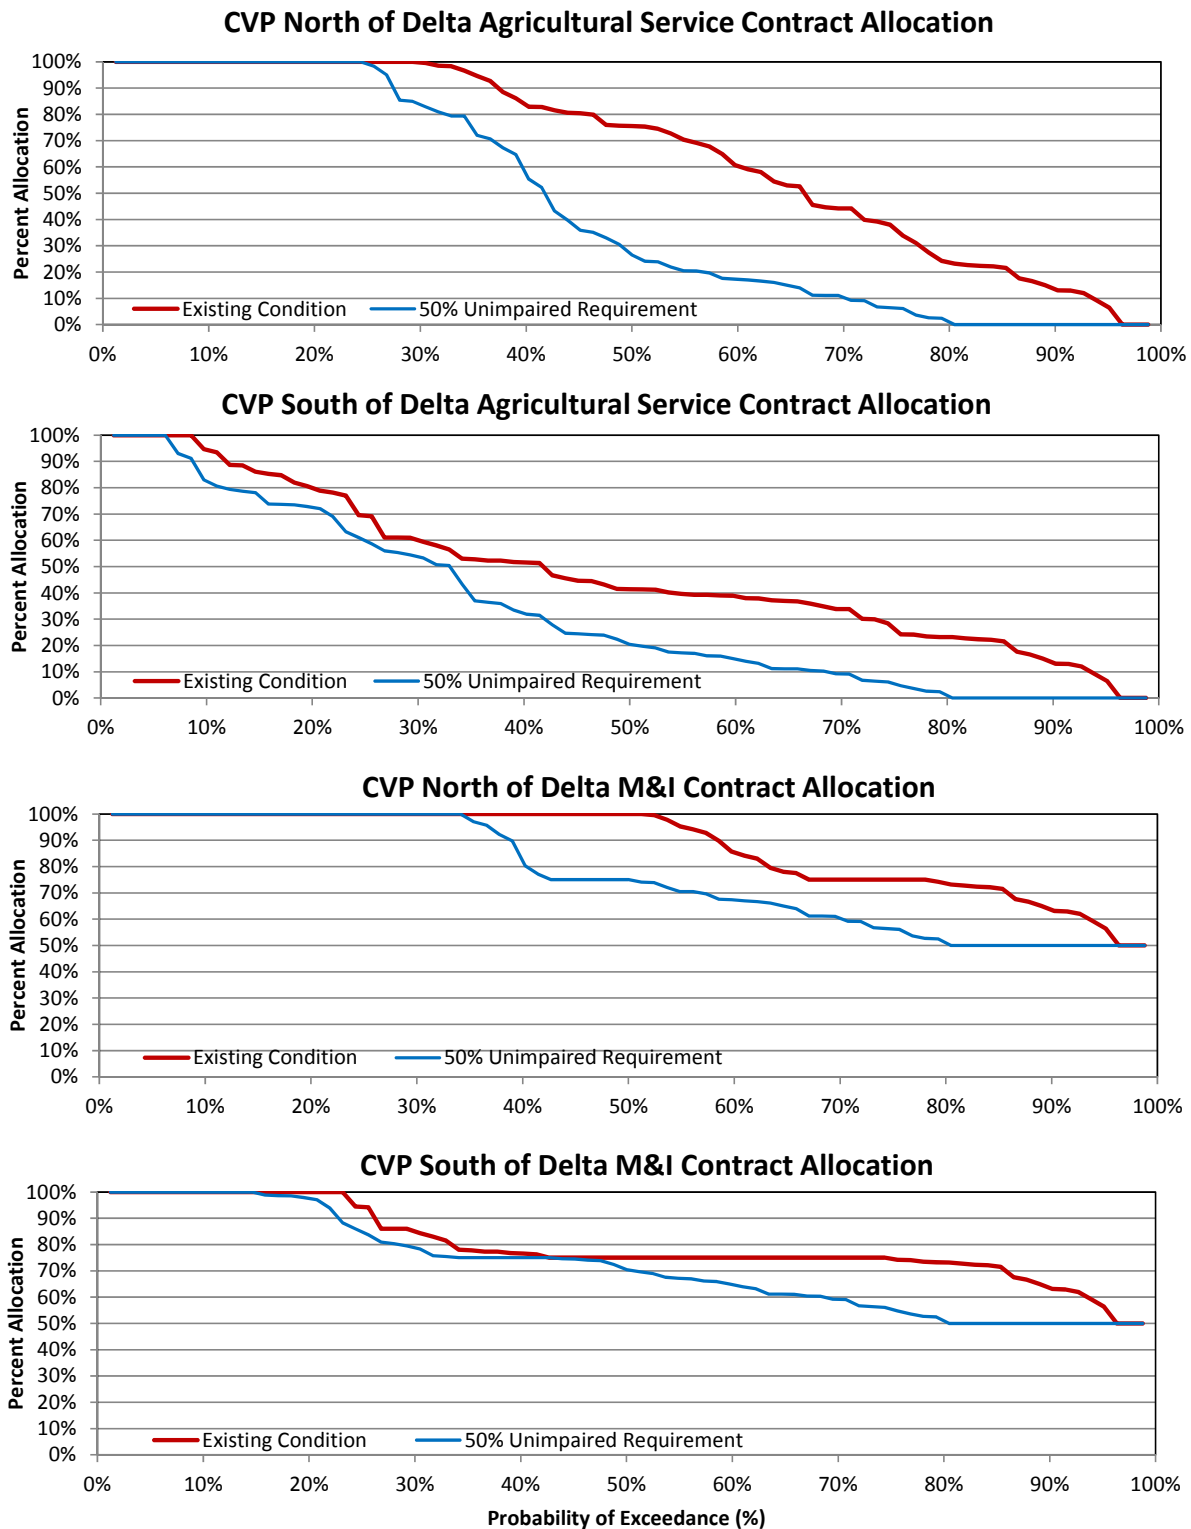 CVP North of Delta Agricultural Service Contract Allocation
Percent Allocation
100%
90%
80%
70%
60%
50%
40%
30%
20%
10%
0%
Existing Condition
50% Unimpaired Requirement
0% 10% 20% 30% 40% 50% 60% 70% 80% 90% 100%
CVP South of Delta Agricultural Service Contract Allocation
Percent Allocation
100%
90%
80%
70%
60%
50%
40%
30%
20%
10%
0%
Existing Condition
50% Unimpaired Requirement
0% 10% 20% 30% 40% 50% 60% 70% 80% 90% 100%
CVP North of Delta M&I Contract Allocation
Percent Allocation
100%
90%
80%
70%
60%
50%
40%
30%
20%
10%
0%
Existing Condition
50% Unimpaired Requirement
0% 10% 20% 30% 40% 50% 60% 70% 80% 90% 100%
CVP South of Delta M&I Contract Allocation
Percent Allocation
100%
90%
80%
70%
60%
50%
40%
30%
20%
10%
0%
Existing Condition
50% Unimpaired Requirement
0% 10% 20% 30% 40% 50% 60% 70% 80% 90% 100%
Probability of Exceedance (%)